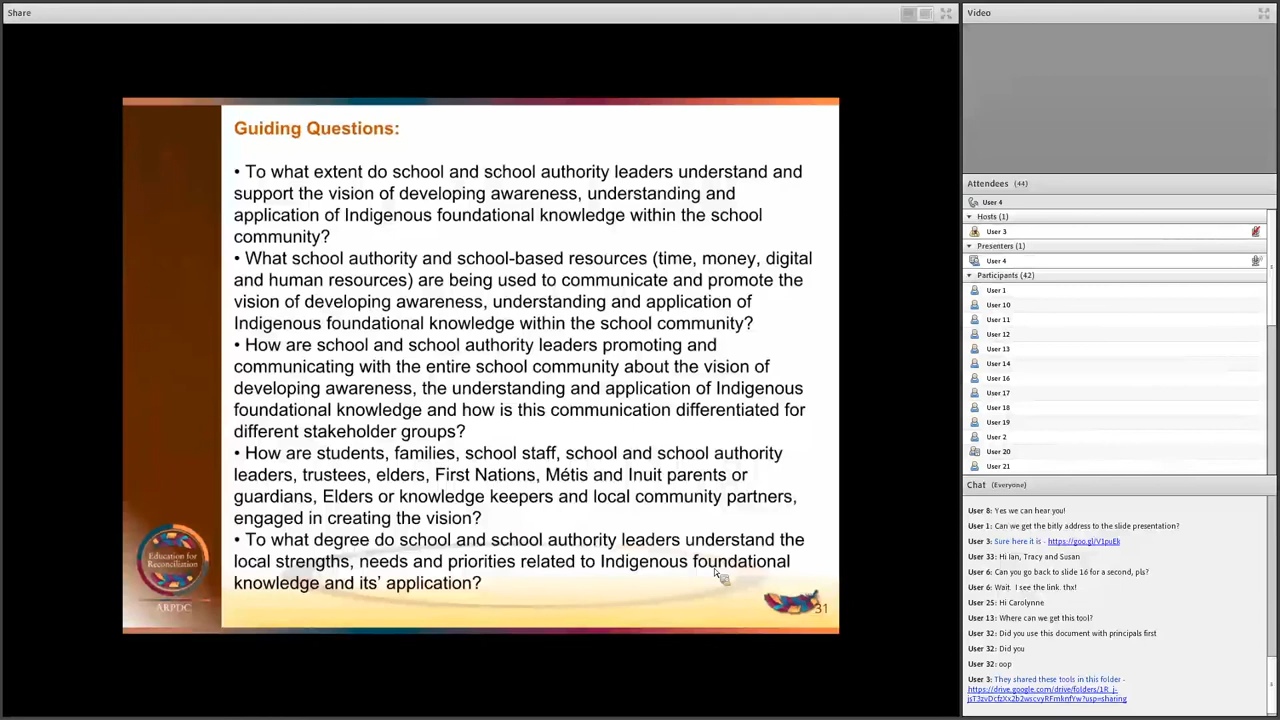 Share
Guiding Questions:
• To what extent do school and school authority leaders understand and
support the vision of developing awareness, understanding and
application of Indigenous foundational knowledge within the school
community?
• What school authority and school-based resources (time, money, digital
and human resources) are being used to communicate and promote the
vision of developing awareness, understanding and application of
Indigenous foundational knowledge within the school community?
• How are school and school authority leaders promoting and
communicating with the entire school community about the vision of
developing awareness, the understanding and application of Indigenous
foundational knowledge and how is this communication differentiated for
different stakeholder groups?
• How are students, families, school staff, school and school authority
leaders, trustees, elders, First Nations, Métis and Inuit parents or
guardians, Elders or knowledge keepers and local community partners,
engaged in creating the vision?
• To what degree do school and school authority leaders understand the
local strengths, needs and priorities related to Indigenous foundational
knowledge and its' application?
Education for
Reconciliation
ARPDC
31
Video
Attendees (44)
User 4
Hosts (1)
User 3
Presenters (1)
User 4
Participants (42)
User 1
User 10
User 11
User 12
User 13
User 14
User 16
User 17
User 18
User 19
User 2
User 20
User 21
Chat (Everyone)
User 8: Yes we can hear you!
User 1: Can we get the bitly address to the slide presentation?
User 3: Sure here it is - https://goo.gl/V1puEk
User 33: Hi Ian, Tracy and Susan
User 6: Can you go back to slide 16 for a second, pls?
User 6: Wait. I see the link. thx!
User 25: Hi Carolynne
User 13: Where can we get this tool?
User 32: Did you use this document with principals first
User 32: Did you
User 32: oop
User 3: They shared these tools in this folder -
https://drive.google.com/drive/folders/1R_j-
jsT3zvDcfzXx2b2wscvyRFmknfYw?usp=sharing